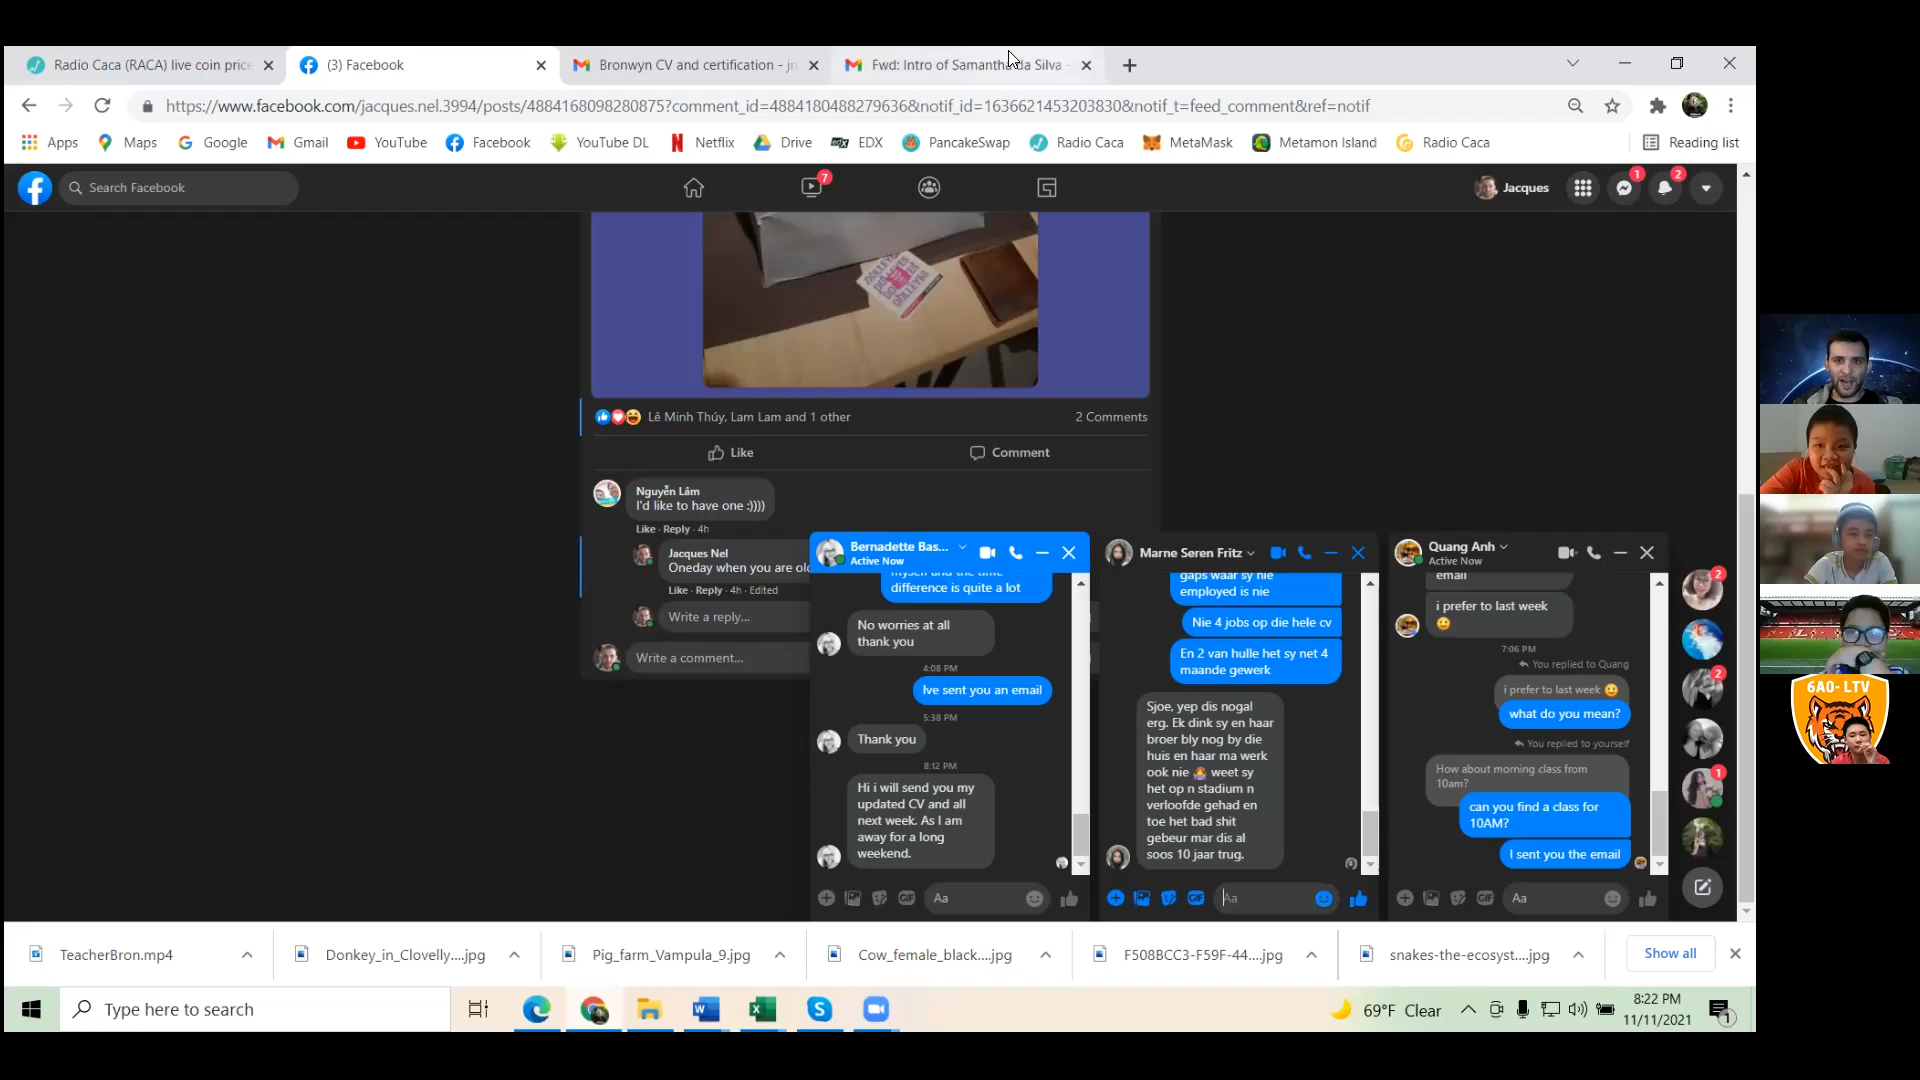 Radio Caca (RACA) live coin price
(3) Facebook
Bronwyn CV and certification - jr
Fwd: Intro of Samantha da Silva -
https://www.facebook.com/jacques.nel.3994/posts/4884168098280875?comment_id=4884180488279636&notif_id=1636621453203830&notif_t=feed_comment&ref=notif
Apps
Maps
Google
Gmail
YouTube
Facebook
YouTube DL
Netflix
Drive
EDX
PancakeSwap
Radio Caca
MetaMask
Metamon Island
Radio Caca
Reading list
Search Facebook
7
Jacques
1
2
Lê Minh Thúy, Lam Lam and 1 other
2 Comments
Like
Comment
Nguyễn Lâm
I'd like to have one :))))
Like · Reply · 4h
Jacques Nel
Oneday when you are old
Like · Reply · 4h · Edited
Write a reply...
Write a comment...
Bernadette Bas...
Active Now
myself and the time
difference is quite a lot
No worries at all
thank you
4:08 PM
Ive sent you an email
5:38 PM
Thank you
8:12 PM
Hi i will send you my
updated CV and all
next week. As I am
away for a long
weekend.
Aa
Marne Seren Fritz
gaps waar sy nie
employed is nie
Nie 4 jobs op die hele cv
En 2 van hulle het sy net 4
maande gewerk
Sjoe, yep dis nogal
erg. Ek dink sy en haar
broer bly nog by die
huis en haar ma werk
ook nie 🤷 weet sy
het op n stadium n
verloofde gehad en
toe het bad shit
gebeur mar dis al
soos 10 jaar trug.
GIF
Aa
Quang Anh
Active Now
email
i prefer to last week
🙂
7:06 PM
You replied to Quang
i prefer to last week 🙂
what do you mean?
You replied to yourself
How about morning class from
10am?
can you find a class for
10AM?
I sent you the email
Aa
2
2
1
6A0-LTV
TeacherBron.mp4
Donkey_in_Clovelly....jpg
Pig_farm_Vampula_9.jpg
Cow_female_black....jpg
F508BCC3-F59F-44....jpg
snakes-the-ecosyst....jpg
Show all
Type here to search
69°F Clear
8:22 PM
11/11/2021
1